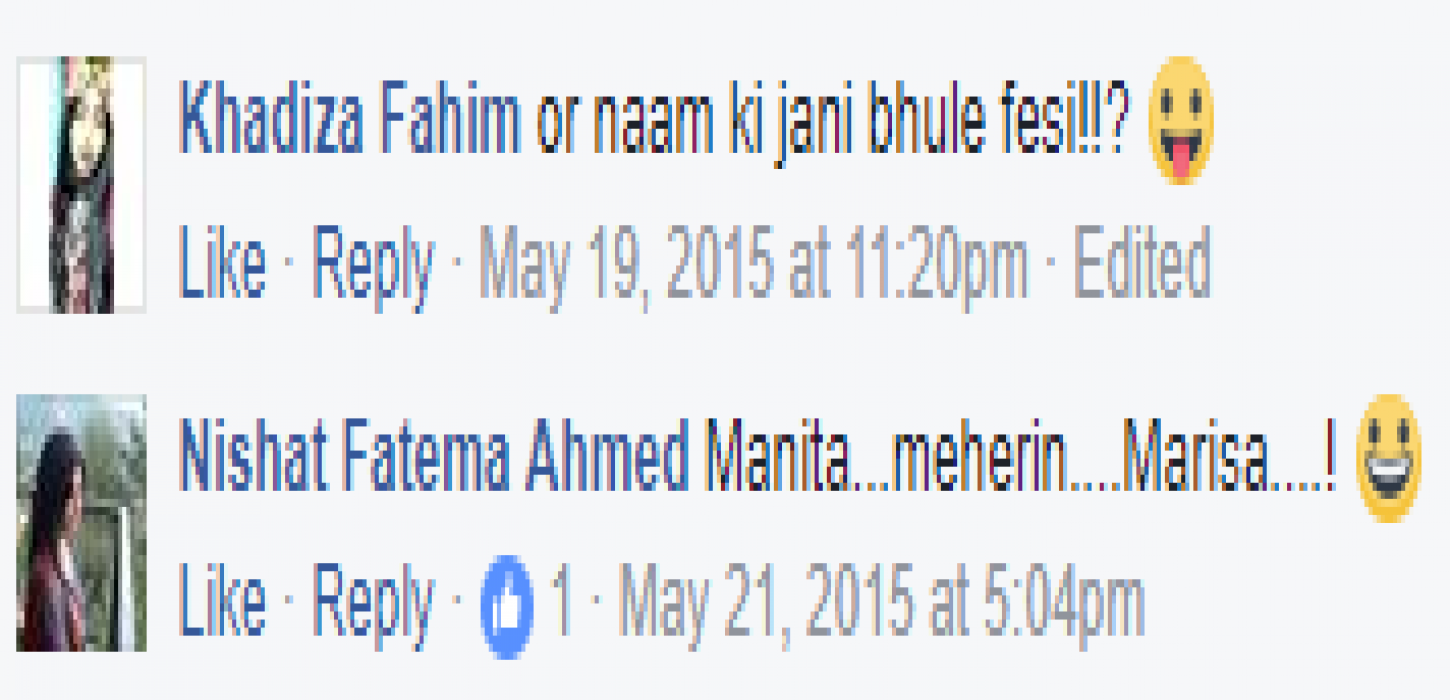 Khadiza Fahim or naam ki jani bhule fesi!!? 😛
Like · Reply · May 19, 2015 at 11:20pm · Edited
Nishat Fatema Ahmed Manita...meherin....Marisa....! 😀
Like · Reply · 1 · May 21, 2015 at 5:04pm